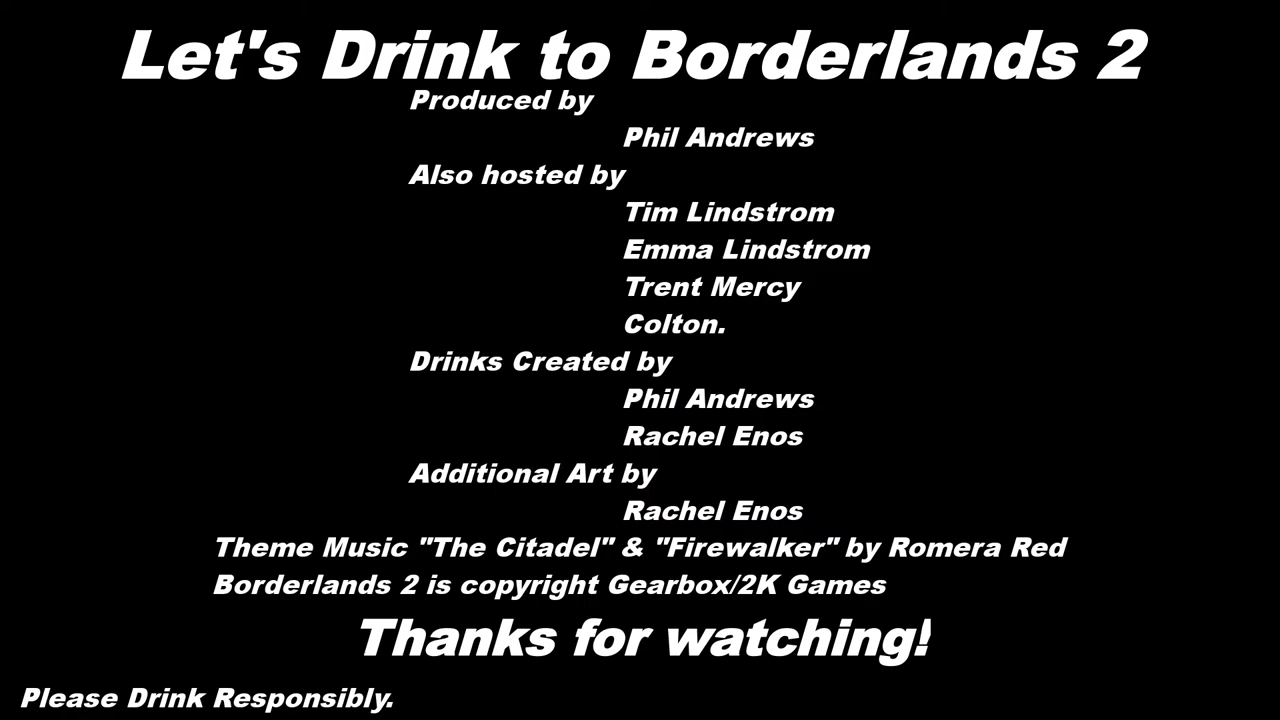 Let's Drink to Borderlands 2
Produced by
Phil Andrews
Also hosted by
Tim Lindstrom
Emma Lindstrom
Trent Mercy
Colton.
Drinks Created by
Phil Andrews
Rachel Enos
Additional Art by
Rachel Enos
Theme Music "The Citadel" & "Firewalker" by Romera Red
Borderlands 2 is copyright Gearbox/2K Games
Thanks for watching!
Please Drink Responsibly.